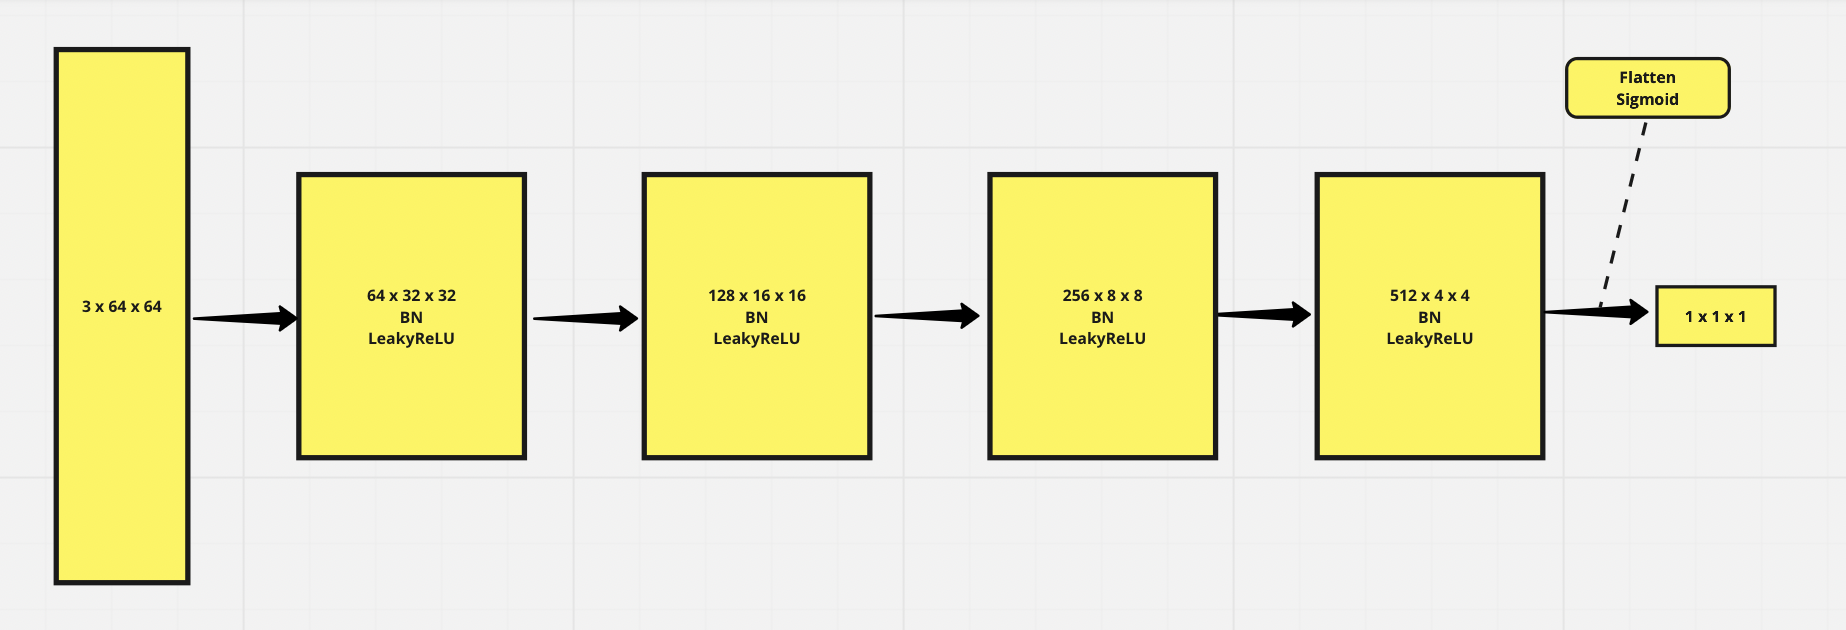 3 x 64 x 64
64 x 32 x 32
BN
LeakyReLU
128 x 16 x 16
BN
LeakyReLU
256 x 8 x 8
BN
LeakyReLU
512 x 4 x 4
BN
LeakyReLU
Flatten
Sigmoid
1 x 1 x 1